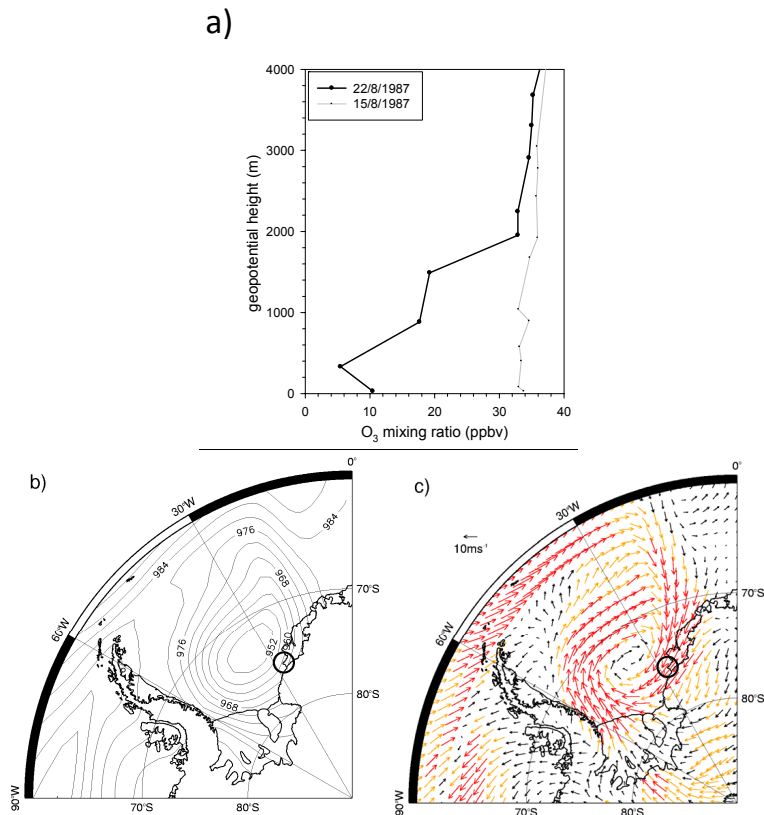 a)
4000
3000
2000
1000
0
geopotential height (m)
22/8/1987
15/8/1987
0 10 20 30 40
O₃ mixing ratio (ppbv)
b)
0°
30°W
60°W
90°W
70°S
80°S
70°S
80°S
984
976
984
968
976
952
960
968
c)
10ms⁻¹
0°
30°W
60°W
90°W
70°S
80°S
70°S
80°S